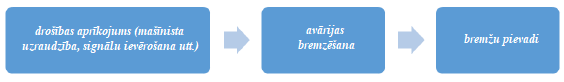 drošības aprīkojums (mašīnista
uzraudzība, signālu ievērošana utt.)
avārijas
bremzēšana
bremžu pievadi